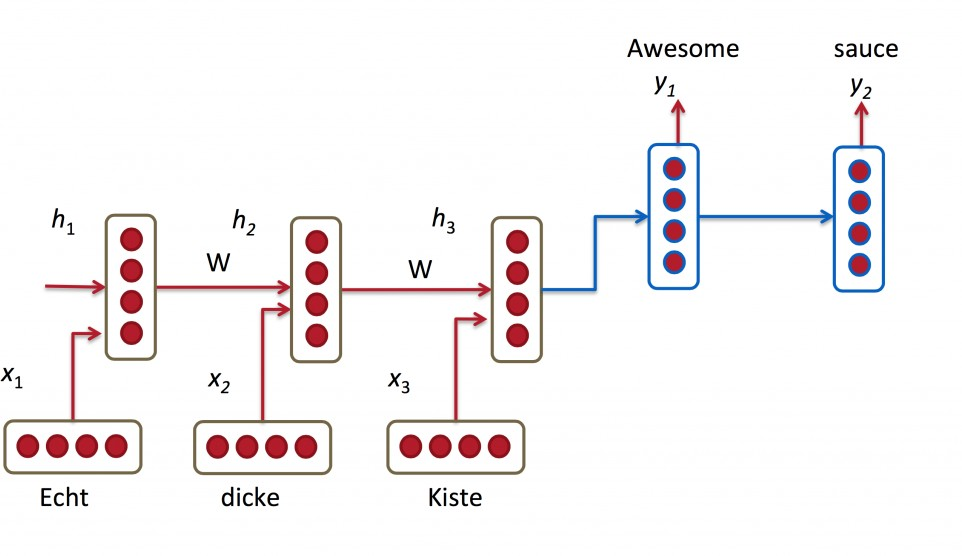 Awesome
sauce
y1
y2
h1
h2
h3
W
W
x1
x2
x3
Echt
dicke
Kiste